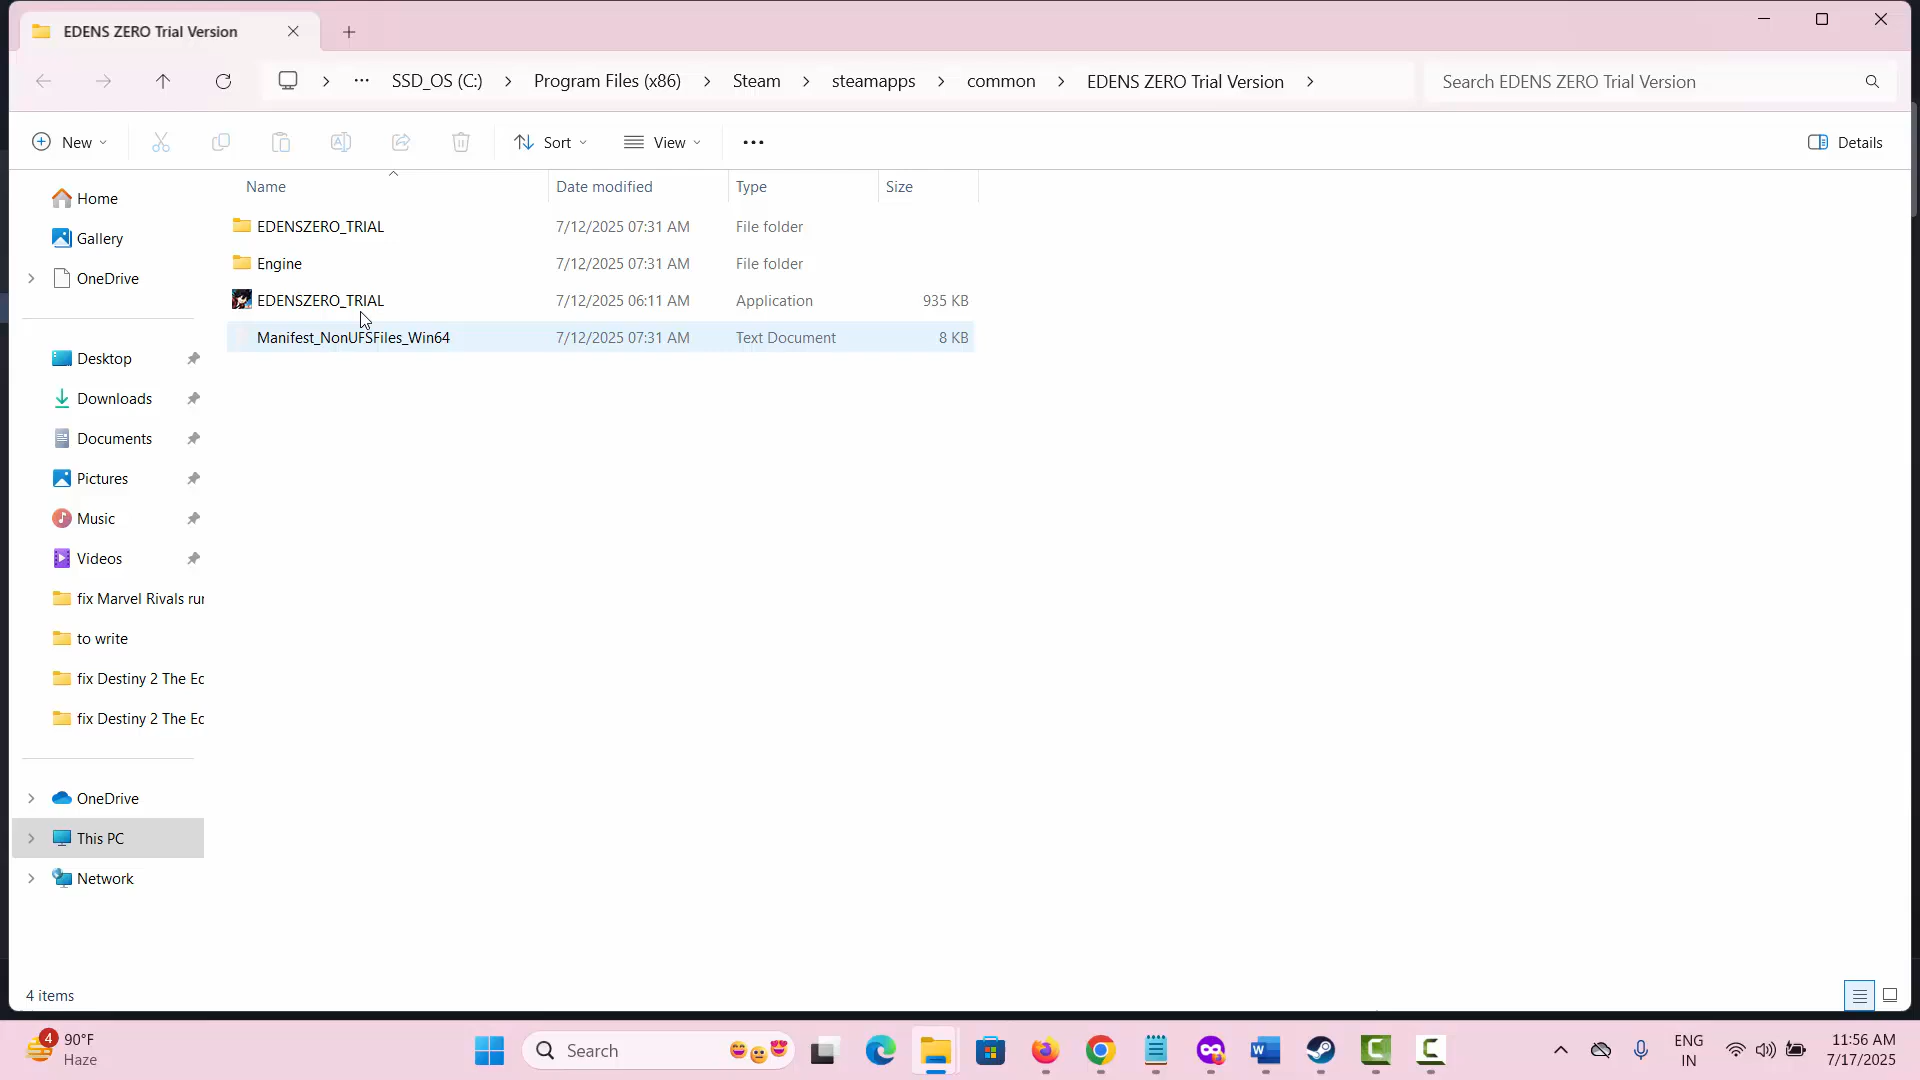 EDENS ZERO Trial Version
SSD_OS (C:) Program Files (x86) Steam steamapps common EDENS ZERO Trial Version
Search EDENS ZERO Trial Version
New Sort View ••• Details
Name Date modified Type Size
EDENSZERO_TRIAL 7/12/2025 07:31 AM File folder
Engine 7/12/2025 07:31 AM File folder
EDENSZERO_TRIAL 7/12/2025 06:11 AM Application 935 KB
Manifest_NonUFSFiles_Win64 7/12/2025 07:31 AM Text Document 8 KB
Home
Gallery
OneDrive
Desktop
Downloads
Documents
Pictures
Music
Videos
fix Marvel Rivals rur
to write
fix Destiny 2 The Ec
fix Destiny 2 The Ec
OneDrive
This PC
Network
4 items
4
90°F
Haze
Search
ENG
IN
11:56 AM
7/17/2025